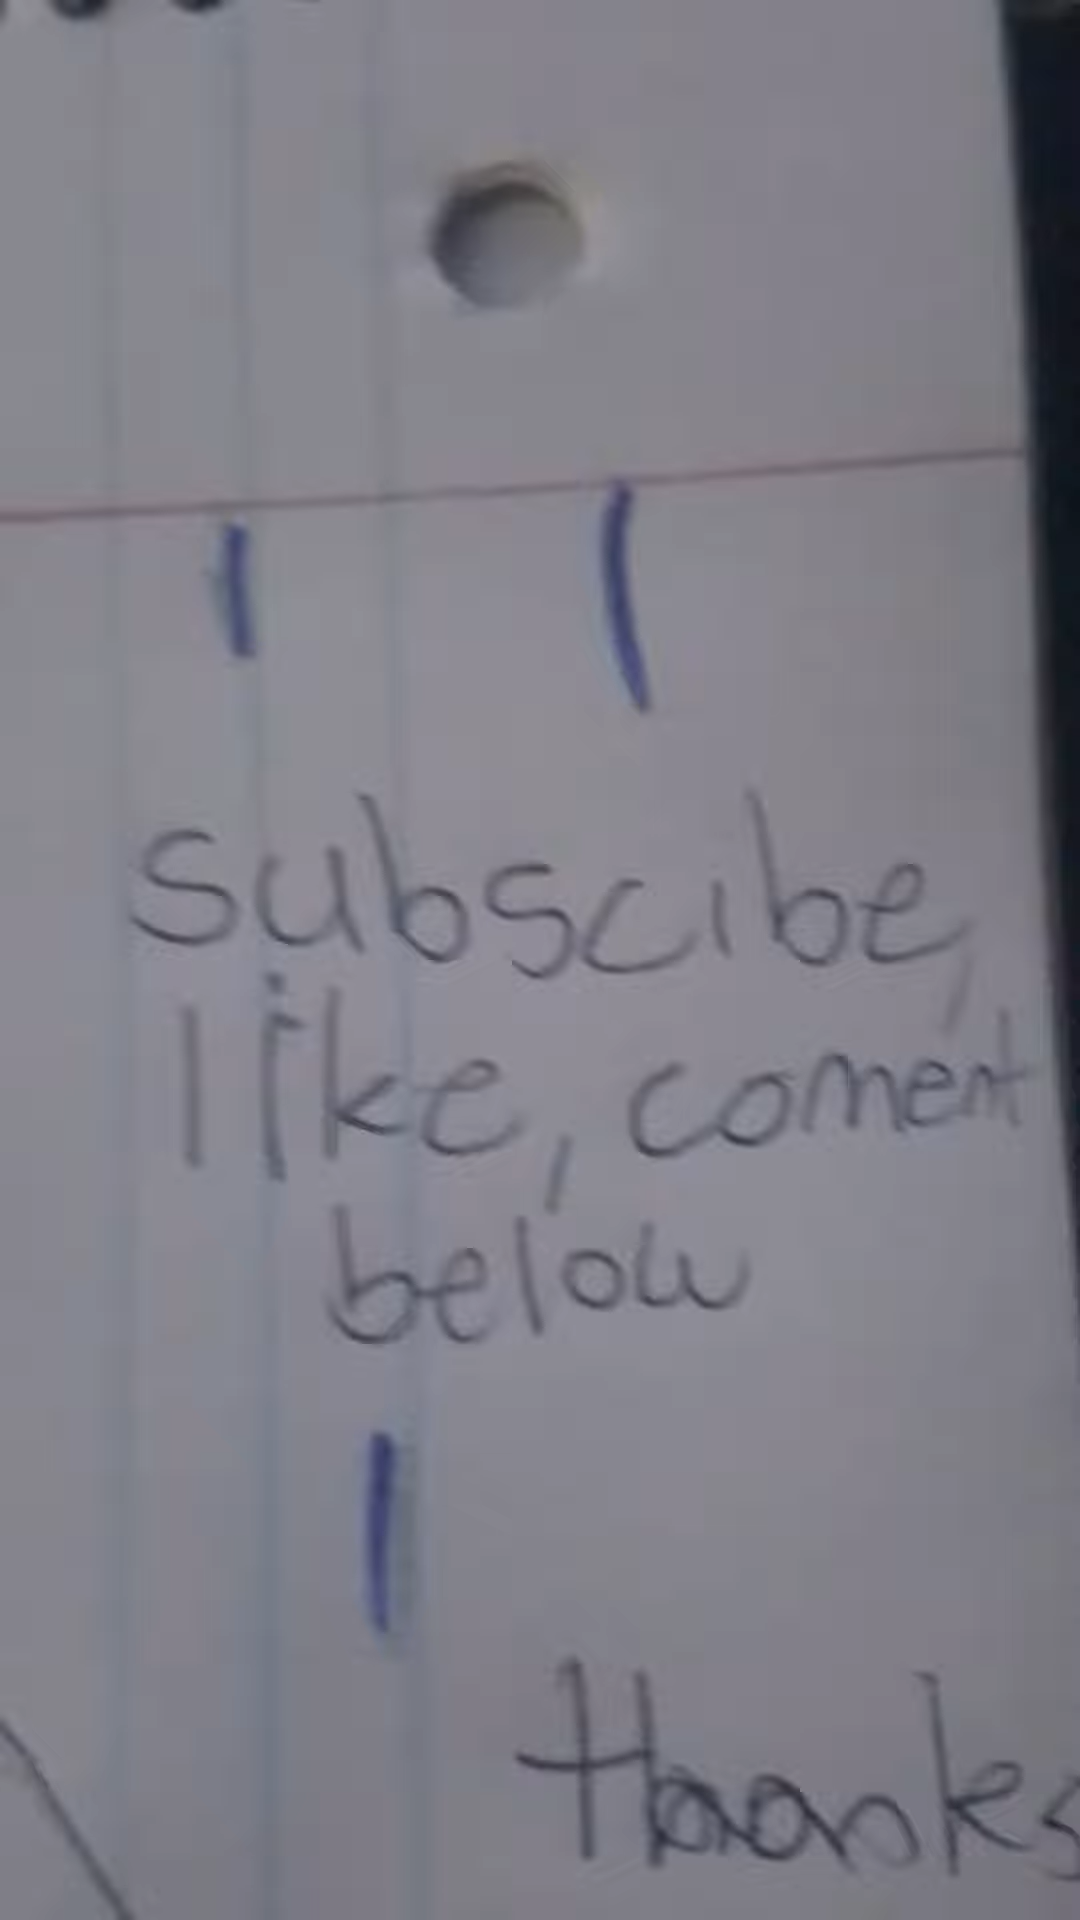 subscibe,
like, coment
below
thanks